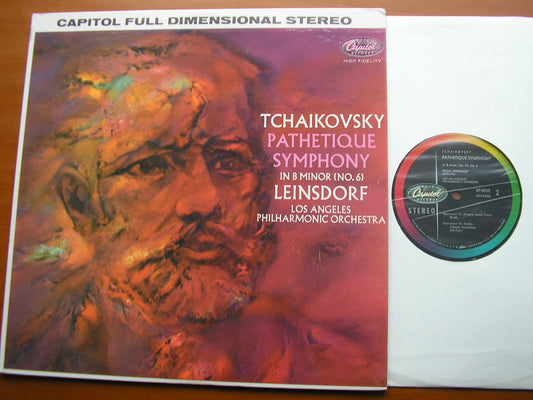 CAPITOL FULL DIMENSIONAL STEREO
Capitol
HIGH FIDELITY
TCHAIKOVSKY
PATHETIQUE
SYMPHONY
IN B MINOR (NO. 6)
LEINSDORF
LOS ANGELES
PHILHARMONIC ORCHESTRA
Capitol
TCHAIKOVSKY
PATHETIQUE SYMPHONY
STEREO
2